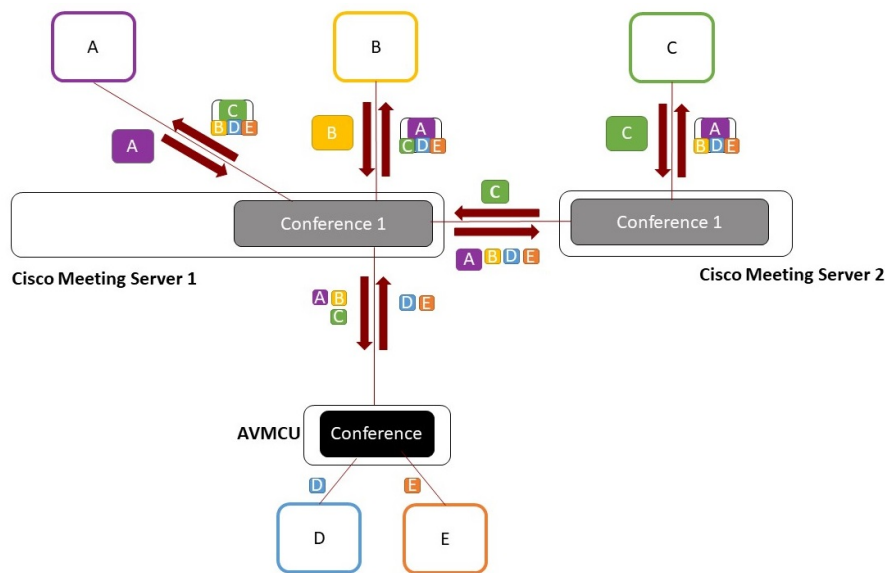 A
B
C
C
B D E
A
B
A
C D E
C
A
B D E
C
Conference 1
Conference 1
A B D E
Cisco Meeting Server 1
Cisco Meeting Server 2
A B
C
D E
AVMCU
Conference
D
E
D
E